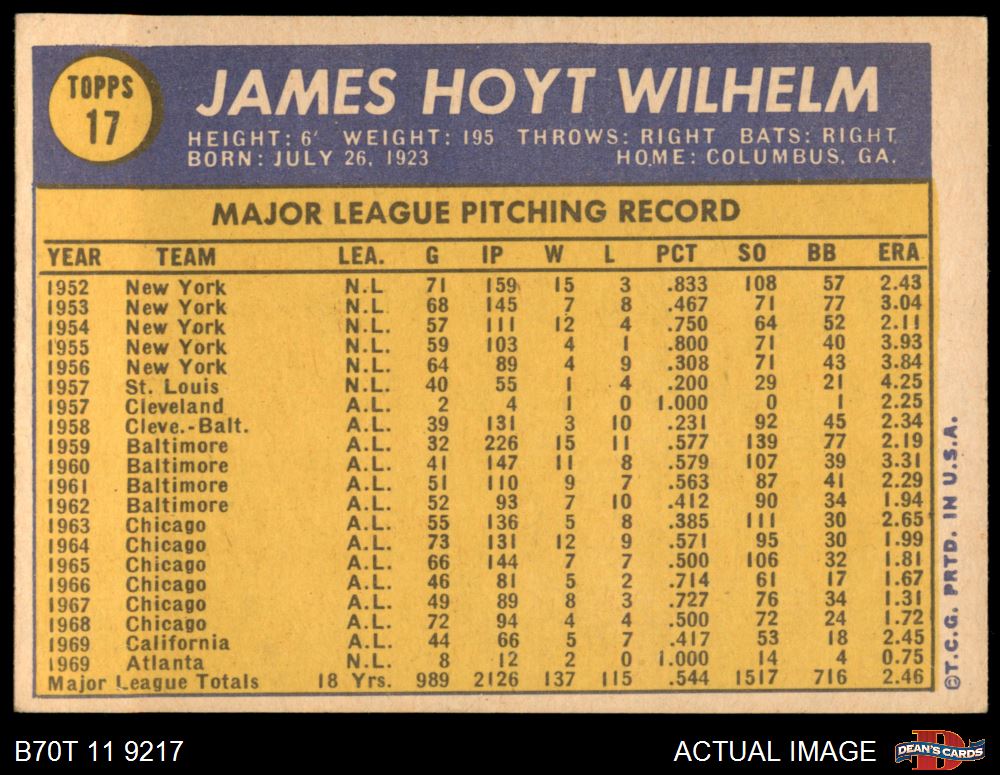 TOPPS
17
JAMES HOYT WILHELM
HEIGHT: 6' WEIGHT: 195 THROWS: RIGHT BATS: RIGHT
BORN: JULY 26, 1923 HOME: COLUMBUS, GA.
MAJOR LEAGUE PITCHING RECORD
YEAR TEAM LEA. G IP W L PCT SO BB ERA
1952 New York N.L 71 159 15 3 .833 108 57 2.43
1953 New York N.L. 68 145 7 8 .467 71 77 3.04
1954 New York N.L. 57 111 12 4 .750 64 52 2.11
1955 New York N.L. 59 103 4 1 .800 71 40 3.93
1956 New York N.L. 64 89 4 9 .308 71 43 3.84
1957 St. Louis N.L. 40 55 1 4 .200 29 21 4.25
1957 Cleveland A.L. 2 4 1 0 1.000 0 1 2.25
1958 Cleve.-Balt. A.L. 39 131 3 10 .231 92 45 2.34
1959 Baltimore A.L. 32 226 15 11 .577 139 77 2.19
1960 Baltimore A.L. 41 147 11 8 .579 107 39 3.31
1961 Baltimore A.L. 51 110 9 7 .563 87 41 2.29
1962 Baltimore A.L. 52 93 7 10 .412 90 34 1.94
1963 Chicago A.L. 55 136 5 8 .385 111 30 2.65
1964 Chicago A.L. 73 131 12 9 .571 95 30 1.99
1965 Chicago A.L. 66 144 7 7 .500 106 32 1.81
1966 Chicago A.L. 46 81 5 2 .714 61 17 1.67
1967 Chicago A.L. 49 89 8 3 .727 76 34 1.31
1968 Chicago A.L. 72 94 4 4 .500 72 24 1.72
1969 California A.L. 44 66 5 7 .417 53 18 2.45
1969 Atlanta N.L. 8 12 2 0 1.000 14 4 0.75
Major League Totals 18 Yrs. 989 2126 137 115 .544 1517 716 2.46
©T.C.G. PRTD. IN U.S.A.
B70T 11 9217
ACTUAL IMAGE
DEAN'S CARDS